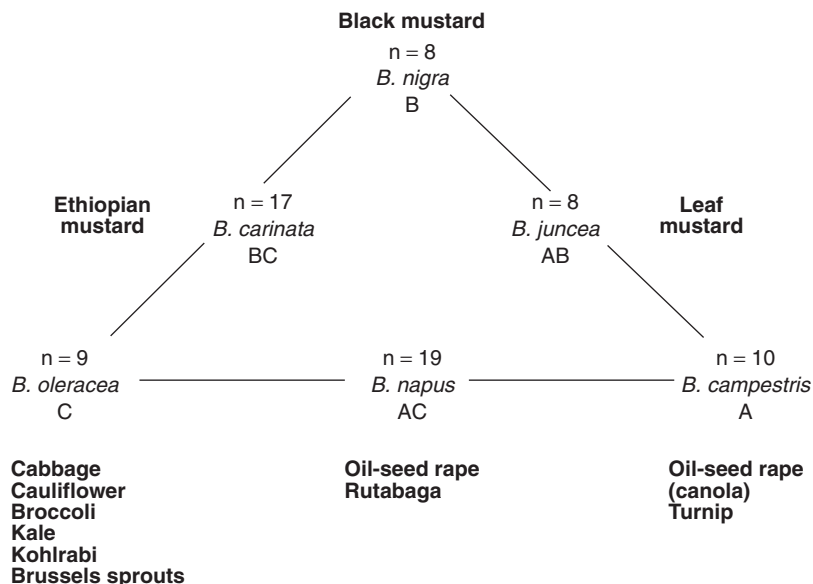 Black mustard
n = 8
B. nigra
B
Ethiopian
mustard
n = 17
B. carinata
BC
n = 8
B. juncea
AB
Leaf
mustard
n = 9
B. oleracea
C
n = 19
B. napus
AC
n = 10
B. campestris
A
Cabbage
Cauliflower
Broccoli
Kale
Kohlrabi
Brussels sprouts
Oil-seed rape
Rutabaga
Oil-seed rape
(canola)
Turnip